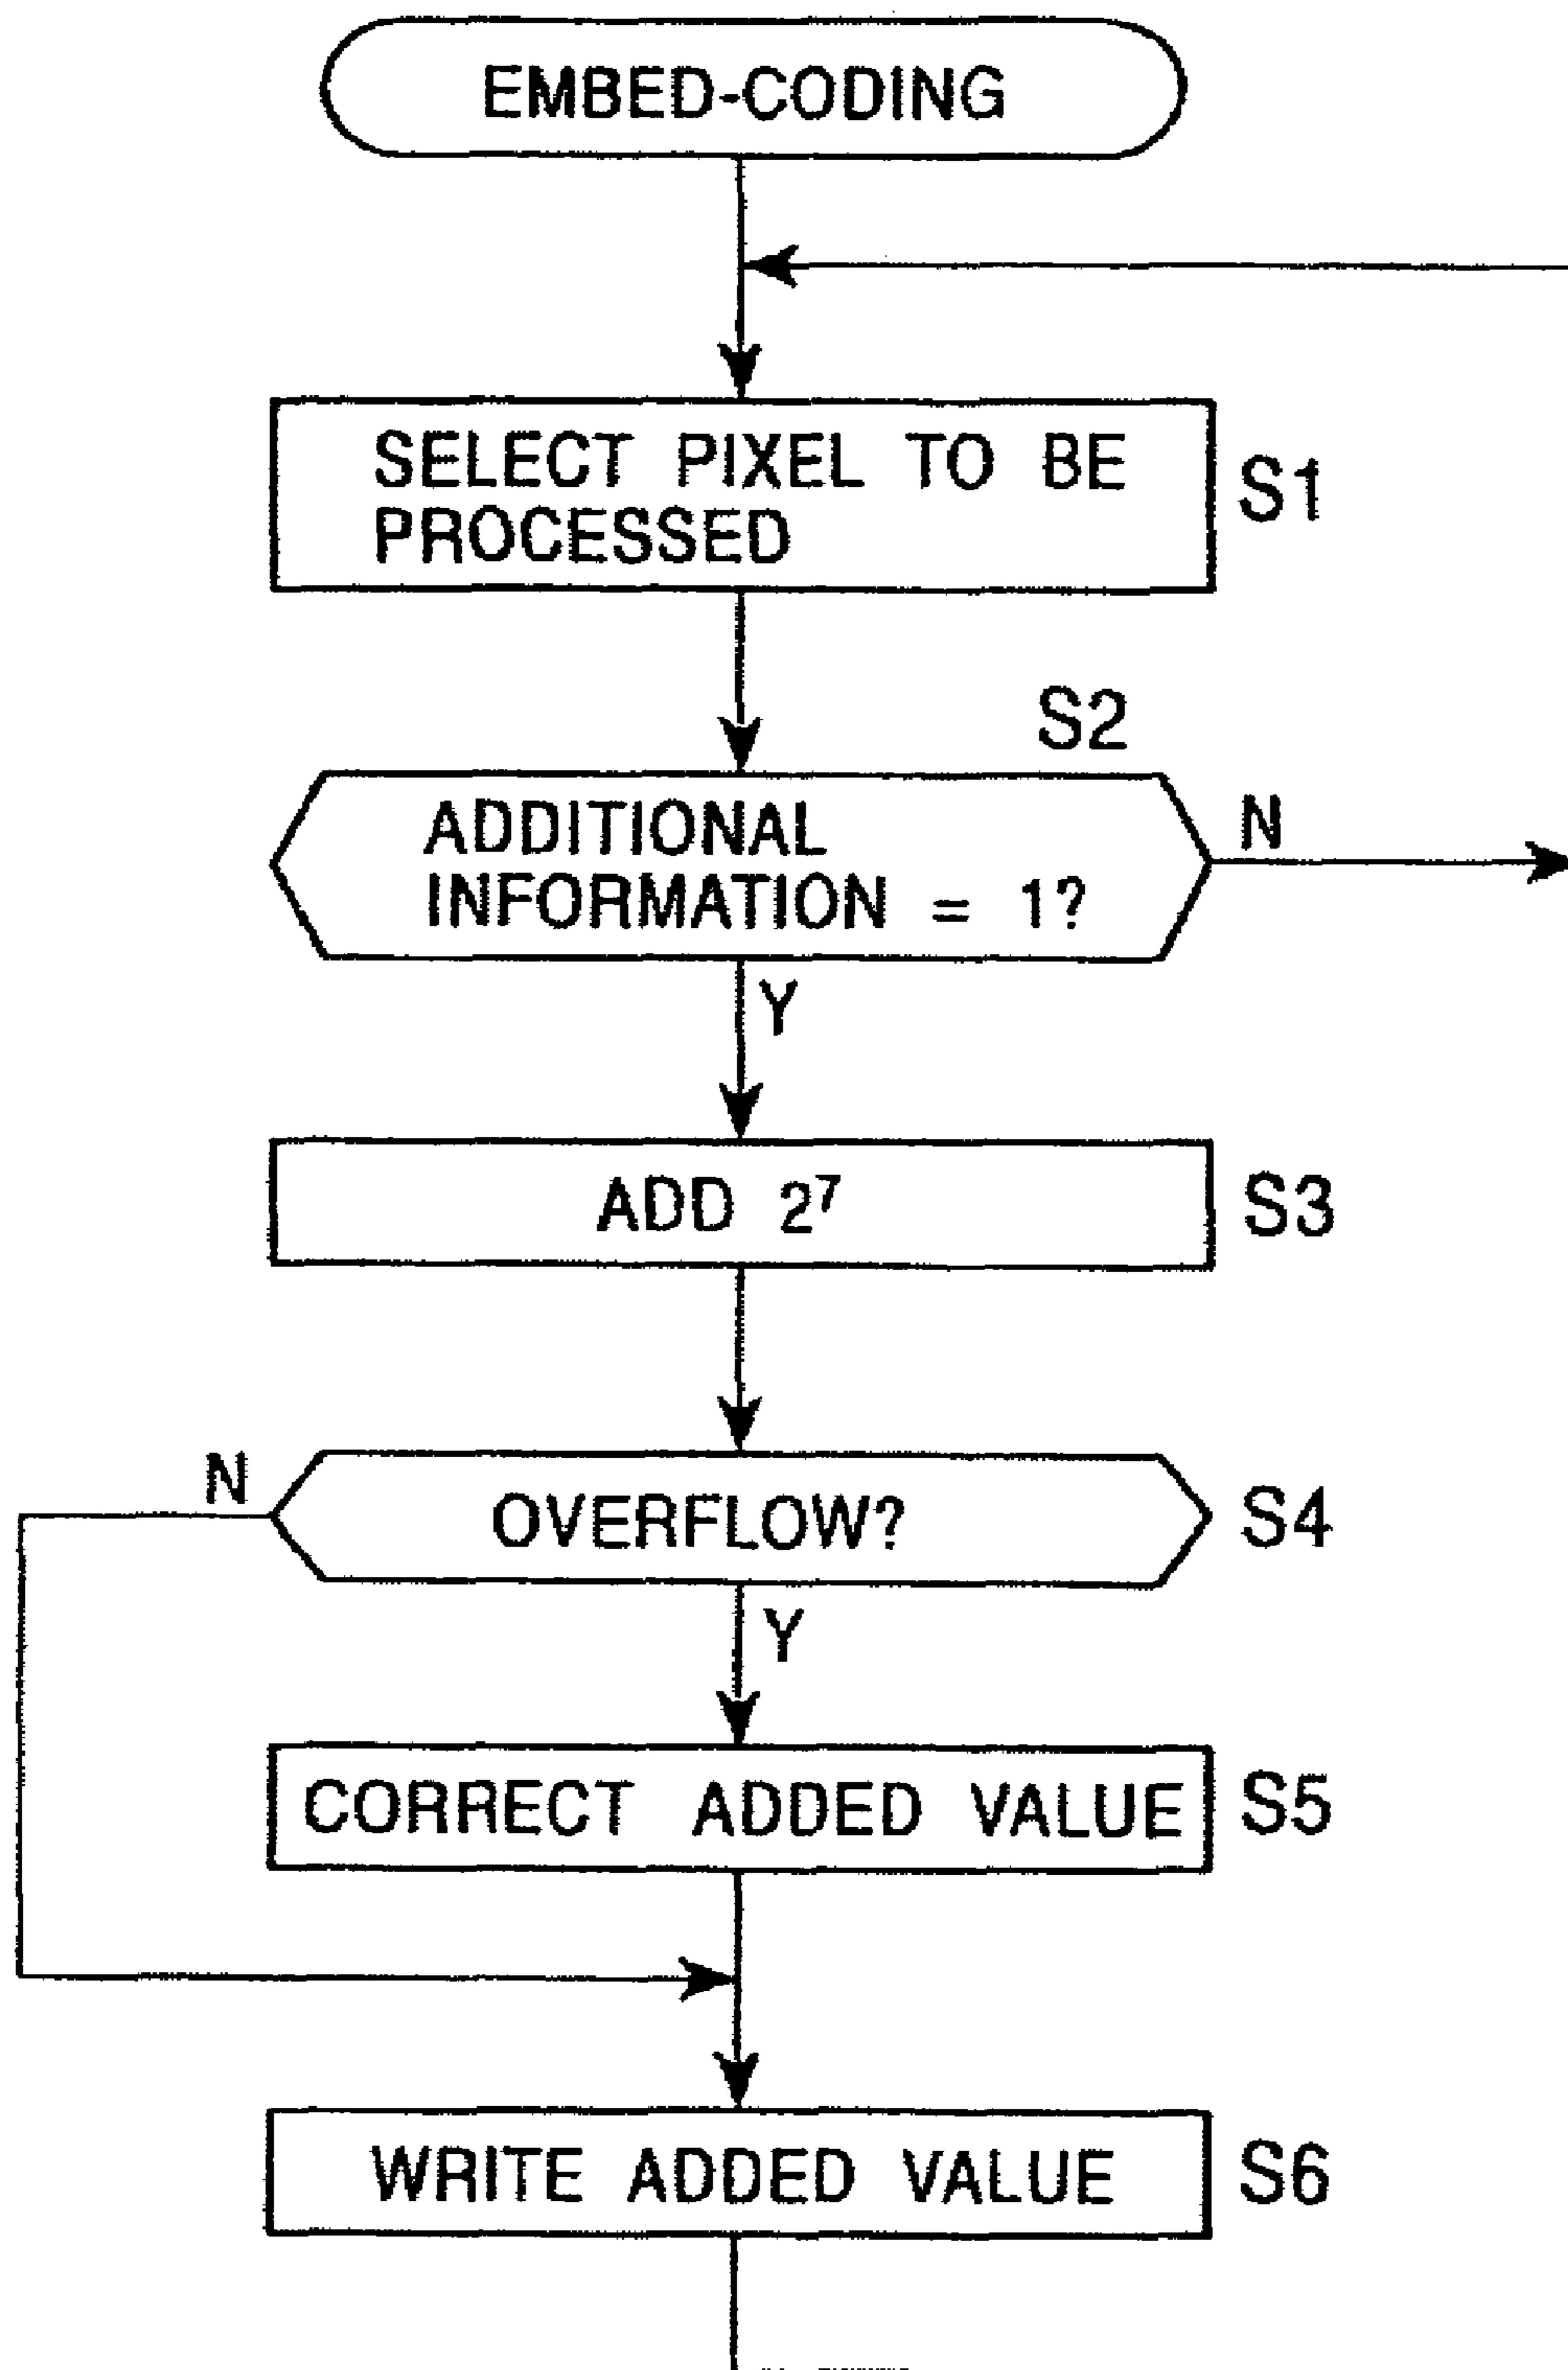 EMBED-CODING
SELECT PIXEL TO BE
PROCESSED
S1
S2
ADDITIONAL
INFORMATION = 1?
N
Y
ADD 2⁷
S3
N
OVERFLOW?
S4
Y
CORRECT ADDED VALUE
S5
WRITE ADDED VALUE
S6